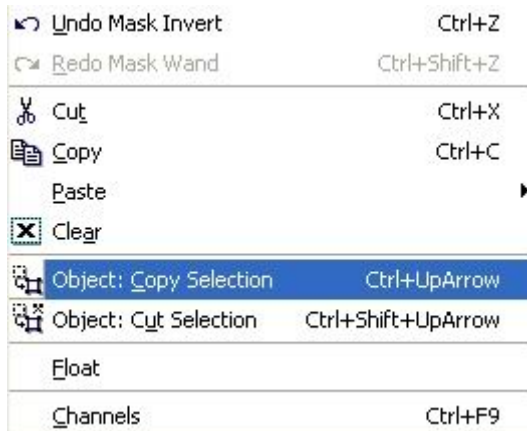 Undo Mask Invert Ctrl+Z
Redo Mask Wand Ctrl+Shift+Z
Cut Ctrl+X
Copy Ctrl+C
Paste
Clear
Object: Copy Selection Ctrl+UpArrow
Object: Cut Selection Ctrl+Shift+UpArrow
Float
Channels Ctrl+F9